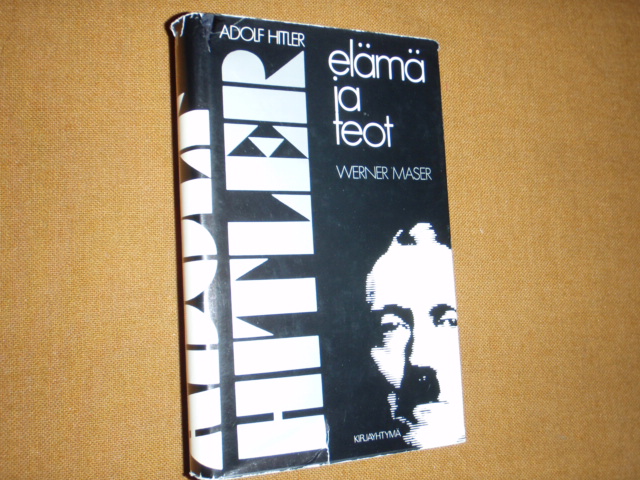 ADOLF HITLER
HITLER
elämä
ja
teot
WERNER MASER
KIRJAYHTYMÄ